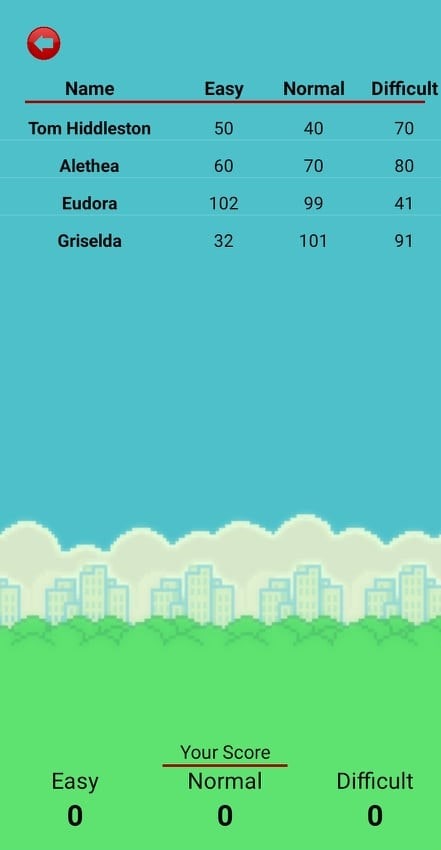 Name Easy Normal Difficult
Tom Hiddleston 50 40 70
Alethea 60 70 80
Eudora 102 99 41
Griselda 32 101 91
Your Score
Easy Normal Difficult
0 0 0